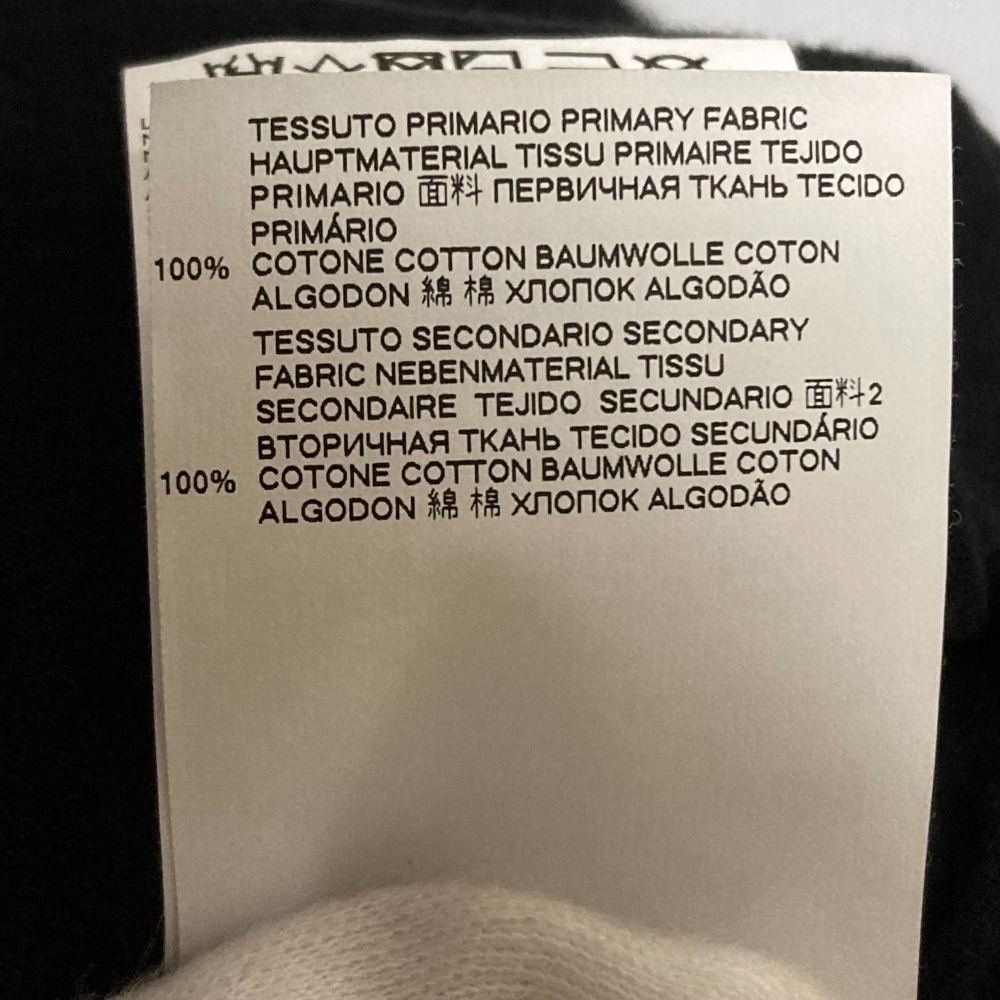 TESSUTO PRIMARIO PRIMARY FABRIC
HAUPTMATERIAL TISSU PRIMAIRE TEJIDO
PRIMARIO 面料 ПЕРВИЧНАЯ ТКАНЬ TECIDO
PRIMÁRIO
100% COTONE COTTON BAUMWOLLE COTON
ALGODON 綿 棉 ХЛОПОК ALGODÃO
TESSUTO SECONDARIO SECONDARY
FABRIC NEBENMATERIAL TISSU
SECONDAIRE TEJIDO SECUNDARIO 面料2
ВТОРИЧНАЯ ТКАНЬ TECIDO SECUNDÁRIO
100% COTONE COTTON BAUMWOLLE COTON
ALGODON 綿 棉 ХЛОПОК ALGODÃO